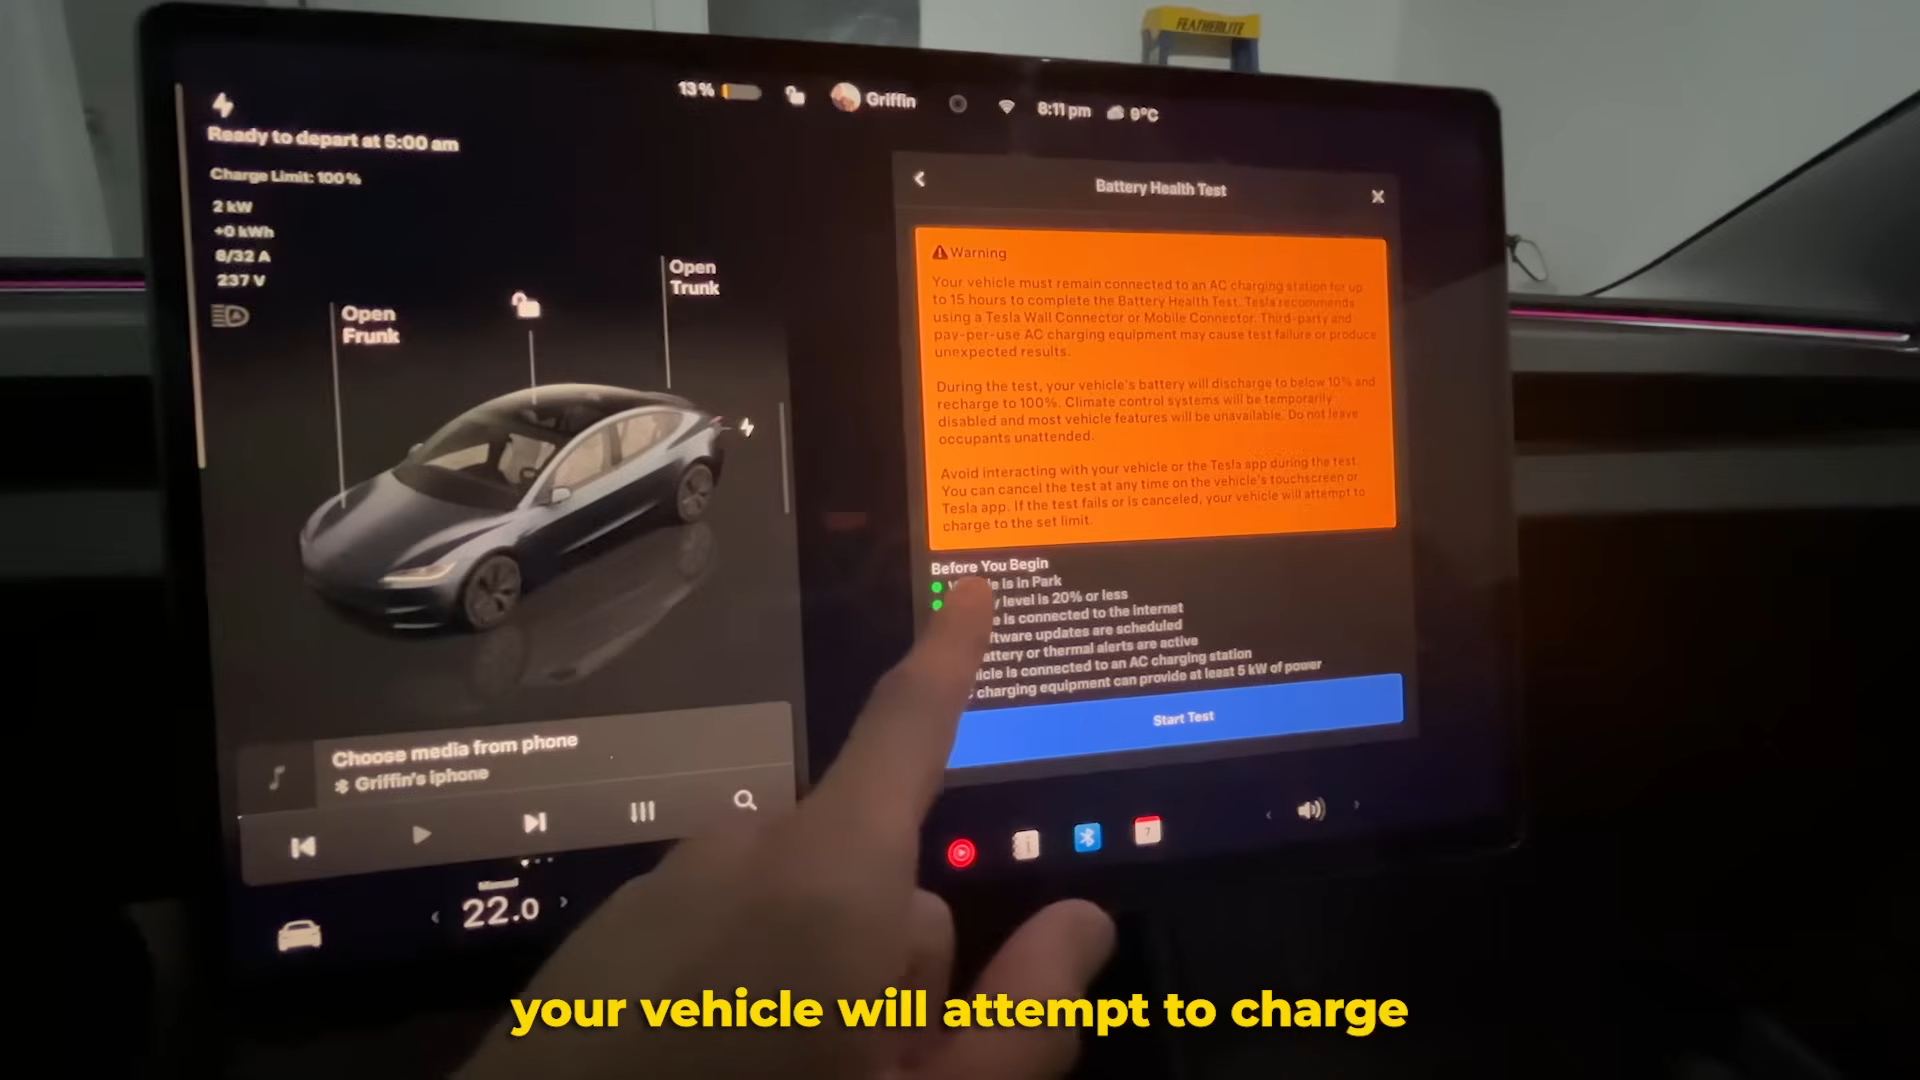 FEATHERLITE
13%
Griffin
8:11 pm
9°C
Ready to depart at 5:00 am
Charge Limit: 100%
2 kW
+0 kWh
8/32 A
237 V
Open
Frunk
Open
Trunk
Battery Health Test
Warning
Your vehicle must remain connected to an AC charging station for up
to 15 hours to complete the Battery Health Test. Tesla recommends
using a Tesla Wall Connector or Mobile Connector. Third-party and
pay-per-use AC charging equipment may cause test failure or produce
unexpected results.
During the test, your vehicle's battery will discharge to below 10% and
recharge to 100%. Climate control systems will be temporarily
disabled and most vehicle features will be unavailable. Do not leave
occupants unattended.
Avoid interacting with your vehicle or the Tesla app during the test.
You can cancel the test at any time on the vehicle's touchscreen or
Tesla app. If the test fails or is canceled, your vehicle will attempt to
charge to the set limit.
Before You Begin
is in Park
level is 20% or less
is connected to the internet
updates are scheduled
or thermal alerts are active
is connected to an AC charging station
charging equipment can provide at least 5 kW of power
Start Test
Choose media from phone
Griffin's iphone
Manual
22.0
7
your vehicle will attempt to charge